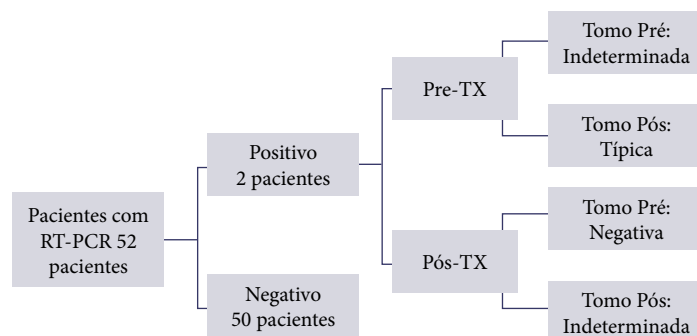 Pacientes com
RT-PCR 52
pacientes
Positivo
2 pacientes
Negativo
50 pacientes
Pre-TX
Pós-TX
Tomo Pré:
Indeterminada
Tomo Pós:
Típica
Tomo Pré:
Negativa
Tomo Pós:
Indeterminada